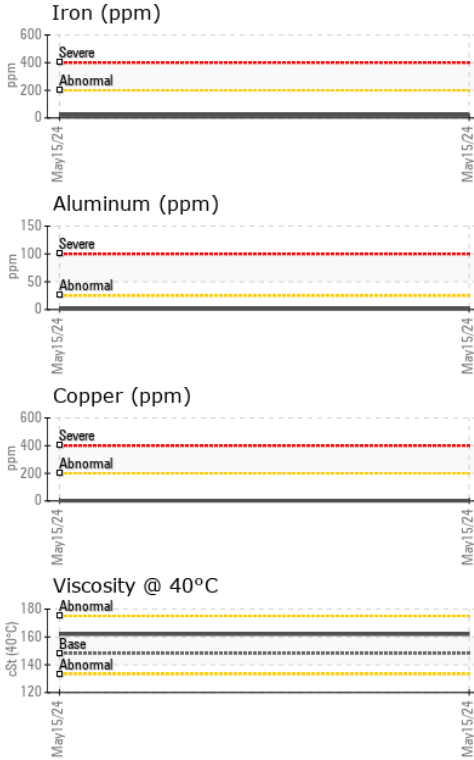 Iron (ppm)
600
Severe
400
ppm
Abnormal
200
0
May15/24
May15/24
Aluminum (ppm)
150
Severe
100
ppm
50
Abnormal
0
May15/24
May15/24
Copper (ppm)
600
Severe
400
ppm
Abnormal
200
0
May15/24
May15/24
Viscosity @ 40°C
180
Abnormal
160
cSt (40°C)
Base
140
Abnormal
120
May15/24
May15/24